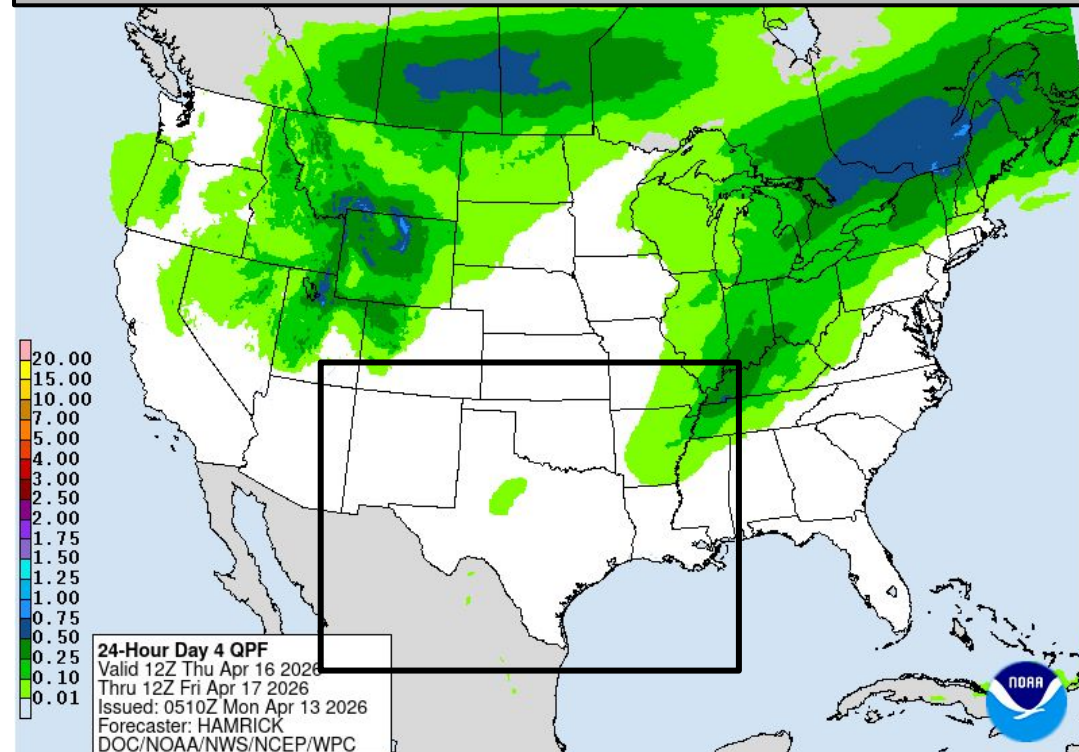 20.00
15.00
10.00
7.00
5.00
4.00
3.00
2.50
2.00
1.75
1.50
1.25
1.00
0.75
0.50
0.25
0.10
0.01
24-Hour Day 4 QPF
Valid 12Z Thu Apr 16 2026
Thru 12Z Fri Apr 17 2026
Issued: 0510Z Mon Apr 13 2026
Forecaster: HAMRICK
DOC/NOAA/NWS/NCEP/WPC
NOAA